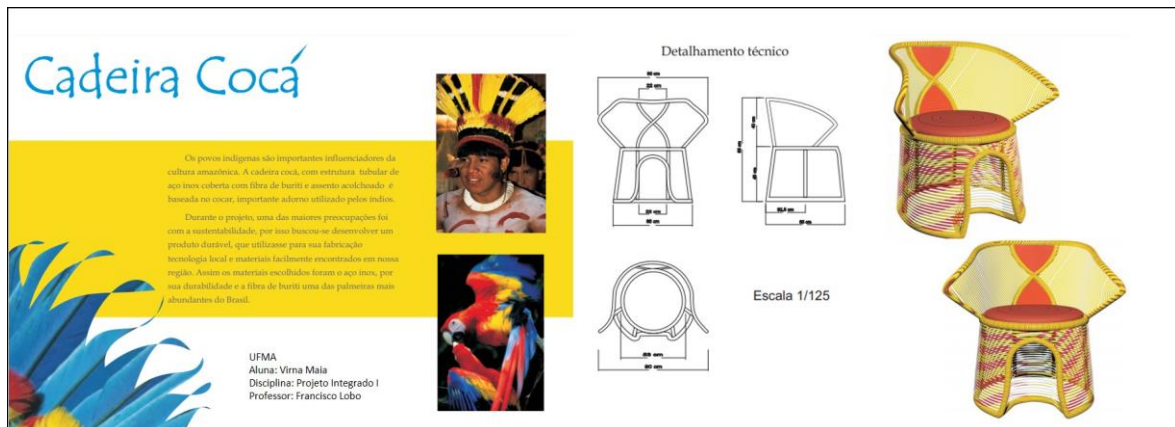 Cadeira Cocá
Os povos indígenas são importantes influenciadores da
cultura amazônica. A cadeira cocá, com estrutura tubular de
aço inox coberta com fibra de buriti e assento acolchoado é
baseada no cocar, importante adorno utilizado pelos índios.
Durante o projeto, uma das maiores preocupações foi
com a sustentabilidade, por isso buscou-se desenvolver um
produto durável, que utilizasse para sua fabricação
tecnologia local e materiais facilmente encontrados em nossa
região. Assim os materiais escolhidos foram o aço inox, por
sua durabilidade e a fibra de buriti uma das palmeiras mais
abundantes do Brasil.
UFMA
Aluna: Virna Maia
Disciplina: Projeto Integrado I
Professor: Francisco Lobo
Detalhamento técnico
Escala 1/125